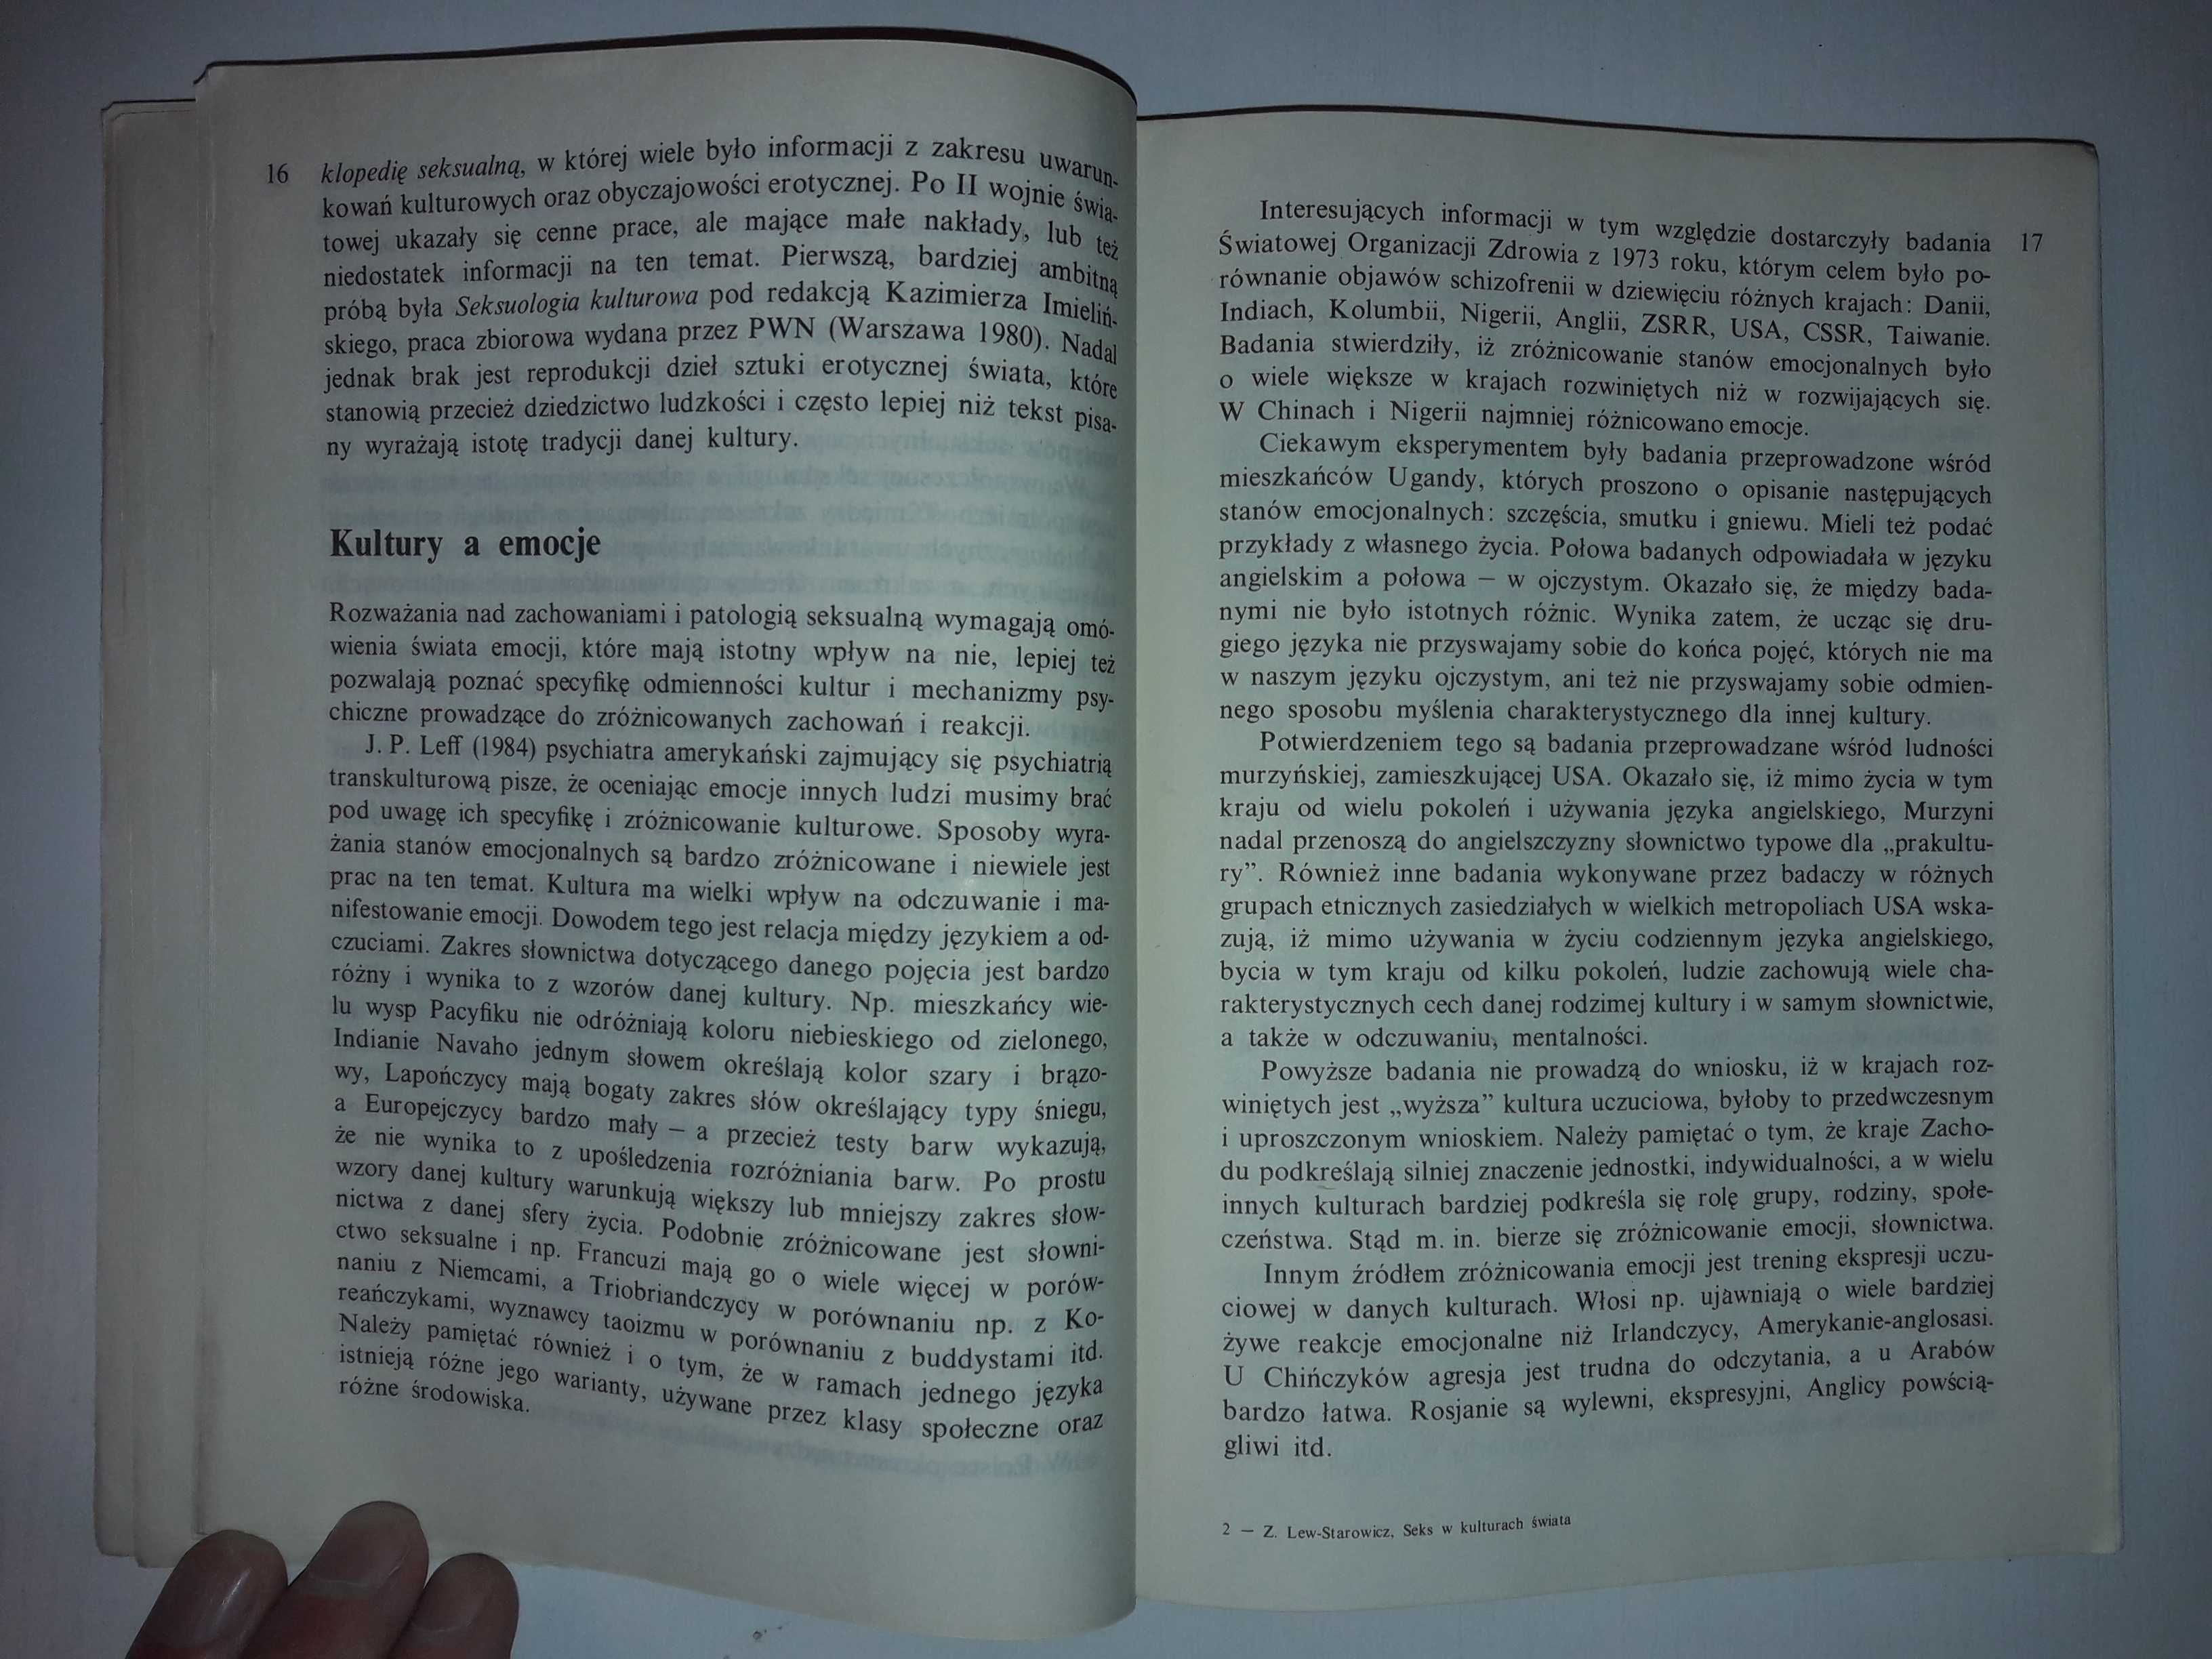 16
klopedię seksualną, w której wiele było informacji z zakresu uwarun-
kowań kulturowych oraz obyczajowości erotycznej. Po II wojnie świa-
towej ukazały się cenne prace, ale mające małe nakłady, lub też
niedostatek informacji na ten temat. Pierwszą, bardziej ambitną
próbą była Seksuologia kulturowa pod redakcją Kazimierza Imieliń-
skiego, praca zbiorowa wydana przez PWN (Warszawa 1980). Nadal
jednak brak jest reprodukcji dzieł sztuki erotycznej świata, które
stanowią przecież dziedzictwo ludzkości i często lepiej niż tekst pisa-
ny wyrażają istotę tradycji danej kultury.
Kultury a emocje
Rozważania nad zachowaniami i patologią seksualną wymagają omó-
wienia świata emocji, które mają istotny wpływ na nie, lepiej też
pozwalają poznać specyfikę odmienności kultur i mechanizmy psy-
chiczne prowadzące do zróżnicowanych zachowań i reakcji.
J. P. Leff (1984) psychiatra amerykański zajmujący się psychiatrią
transkulturową pisze, że oceniając emocje innych ludzi musimy brać
pod uwagę ich specyfikę i zróżnicowanie kulturowe. Sposoby wyra-
żania stanów emocjonalnych są bardzo zróżnicowane i niewiele jest
prac na ten temat. Kultura ma wielki wpływ na odczuwanie i ma-
nifestowanie emocji. Dowodem tego jest relacja między językiem a od-
czuciami. Zakres słownictwa dotyczącego danego pojęcia jest bardzo
różny i wynika to z wzorów danej kultury. Np. mieszkańcy wie-
lu wysp Pacyfiku nie odróżniają koloru niebieskiego od zielonego,
Indianie Navaho jednym słowem określają kolor szary i brązo-
wy, Lapończycy mają bogaty zakres słów określający typy śniegu,
a Europejczycy bardzo mały – a przecież testy barw wykazują,
że nie wynika to z upośledzenia rozróżniania barw. Po prostu
wzory danej kultury warunkują większy lub mniejszy zakres słow-
nictwa z danej sfery życia. Podobnie zróżnicowane jest słowni-
ctwo seksualne i np. Francuzi mają go o wiele więcej w porów-
naniu z Niemcami, a Triobriandczycy w porównaniu np. z Ko-
reańczykami, wyznawcy taoizmu w porównaniu z buddystami itd.
Należy pamiętać również i o tym, że w ramach jednego języka
istnieją różne jego warianty, używane przez klasy społeczne oraz
różne środowiska.
17
Interesujących informacji w tym względzie dostarczyły badania
Światowej Organizacji Zdrowia z 1973 roku, którym celem było po-
równanie objawów schizofrenii w dziewięciu różnych krajach: Danii,
Indiach, Kolumbii, Nigerii, Anglii, ZSRR, USA, CSSR, Taiwanie.
Badania stwierdziły, iż zróżnicowanie stanów emocjonalnych było
o wiele większe w krajach rozwiniętych niż w rozwijających się.
W Chinach i Nigerii najmniej różnicowano emocje.
Ciekawym eksperymentem były badania przeprowadzone wśród
mieszkańców Ugandy, których proszono o opisanie następujących
stanów emocjonalnych: szczęścia, smutku i gniewu. Mieli też podać
przykłady z własnego życia. Połowa badanych odpowiadała w języku
angielskim a połowa – w ojczystym. Okazało się, że między bada-
nymi nie było istotnych różnic. Wynika zatem, że ucząc się dru-
giego języka nie przyswajamy sobie do końca pojęć, których nie ma
w naszym języku ojczystym, ani też nie przyswajamy sobie odmien-
nego sposobu myślenia charakterystycznego dla innej kultury.
Potwierdzeniem tego są badania przeprowadzane wśród ludności
murzyńskiej, zamieszkującej USA. Okazało się, iż mimo życia w tym
kraju od wielu pokoleń i używania języka angielskiego, Murzyni
nadal przenoszą do angielszczyzny słownictwo typowe dla „prakultu-
ry”. Również inne badania wykonywane przez badaczy w różnych
grupach etnicznych zasiedziałych w wielkich metropoliach USA wska-
zują, iż mimo używania w życiu codziennym języka angielskiego,
bycia w tym kraju od kilku pokoleń, ludzie zachowują wiele cha-
rakterystycznych cech danej rodzimej kultury i w samym słownictwie,
a także w odczuwaniu, mentalności.
Powyższe badania nie prowadzą do wniosku, iż w krajach roz-
winiętych jest „wyższa” kultura uczuciowa, byłoby to przedwczesnym
i uproszczonym wnioskiem. Należy pamiętać o tym, że kraje Zacho-
du podkreślają silniej znaczenie jednostki, indywidualności, a w wielu
innych kulturach bardziej podkreśla się rolę grupy, rodziny, społe-
czeństwa. Stąd m. in. bierze się zróżnicowanie emocji, słownictwa.
Innym źródłem zróżnicowania emocji jest trening ekspresji uczu-
ciowej w danych kulturach. Włosi np. ujawniają o wiele bardziej
żywe reakcje emocjonalne niż Irlandczycy, Amerykanie-anglosasi.
U Chińczyków agresja jest trudna do odczytania, a u Arabów
bardzo łatwa. Rosjanie są wylewni, ekspresyjni, Anglicy powścią-
gliwi itd.
2 — Z. Lew-Starowicz, Seks w kulturach świata